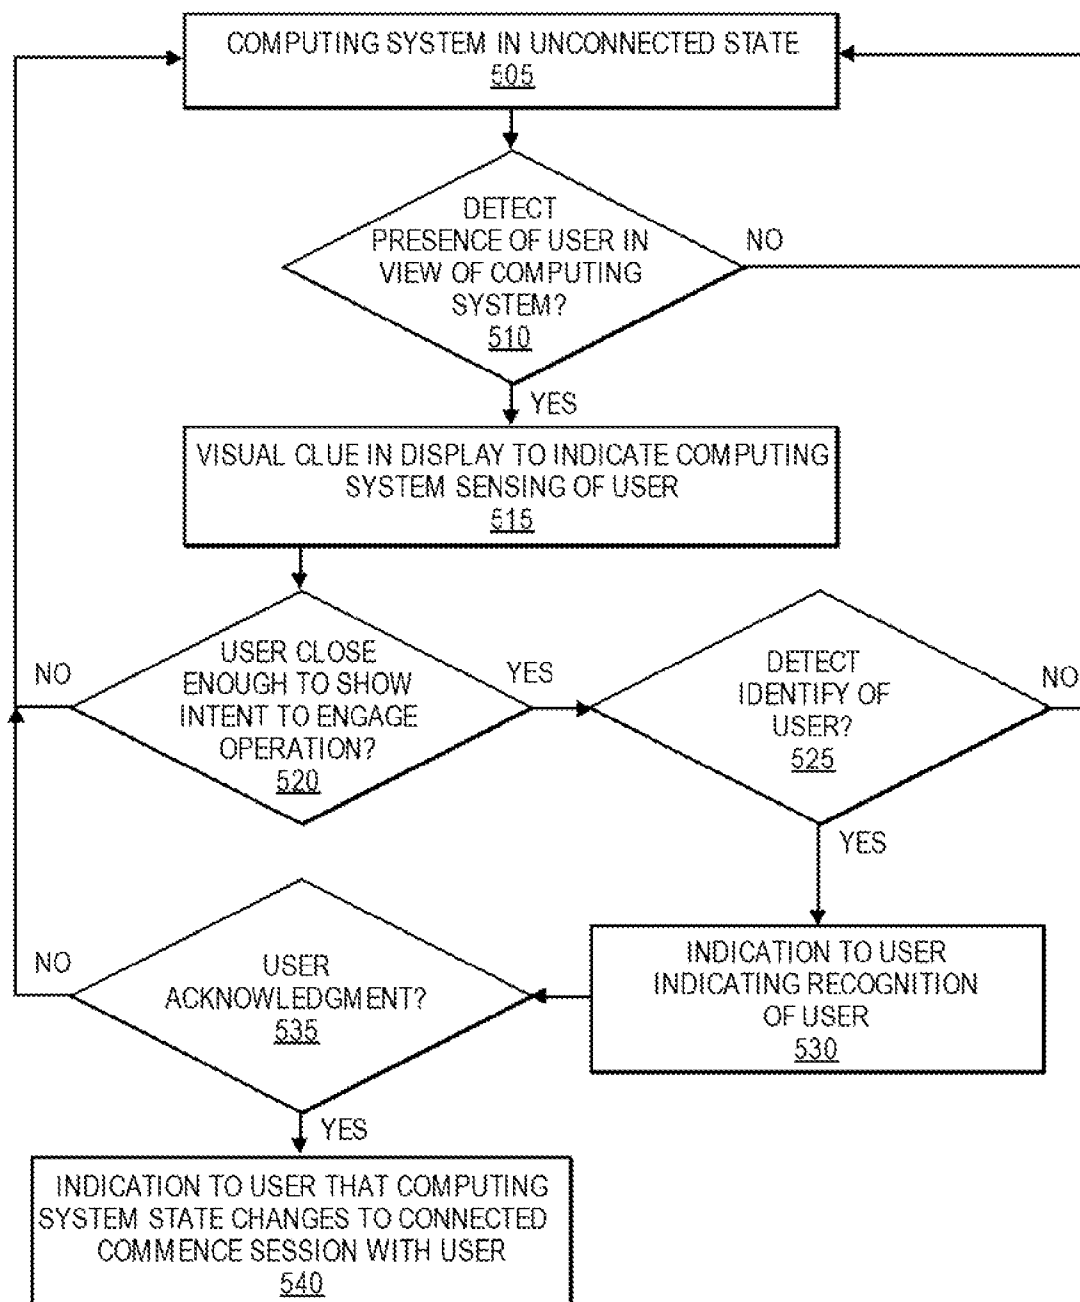 COMPUTING SYSTEM IN UNCONNECTED STATE
505
DETECT
PRESENCE OF USER IN
VIEW OF COMPUTING
SYSTEM?
510
NO
YES
VISUAL CLUE IN DISPLAY TO INDICATE COMPUTING
SYSTEM SENSING OF USER
515
NO
USER CLOSE
ENOUGH TO SHOW
INTENT TO ENGAGE
OPERATION?
520
YES
DETECT
IDENTIFY OF
USER?
525
NO
YES
INDICATION TO USER
INDICATING RECOGNITION
OF USER
530
NO
USER
ACKNOWLEDGMENT?
535
YES
INDICATION TO USER THAT COMPUTING
SYSTEM STATE CHANGES TO CONNECTED
COMMENCE SESSION WITH USER
540